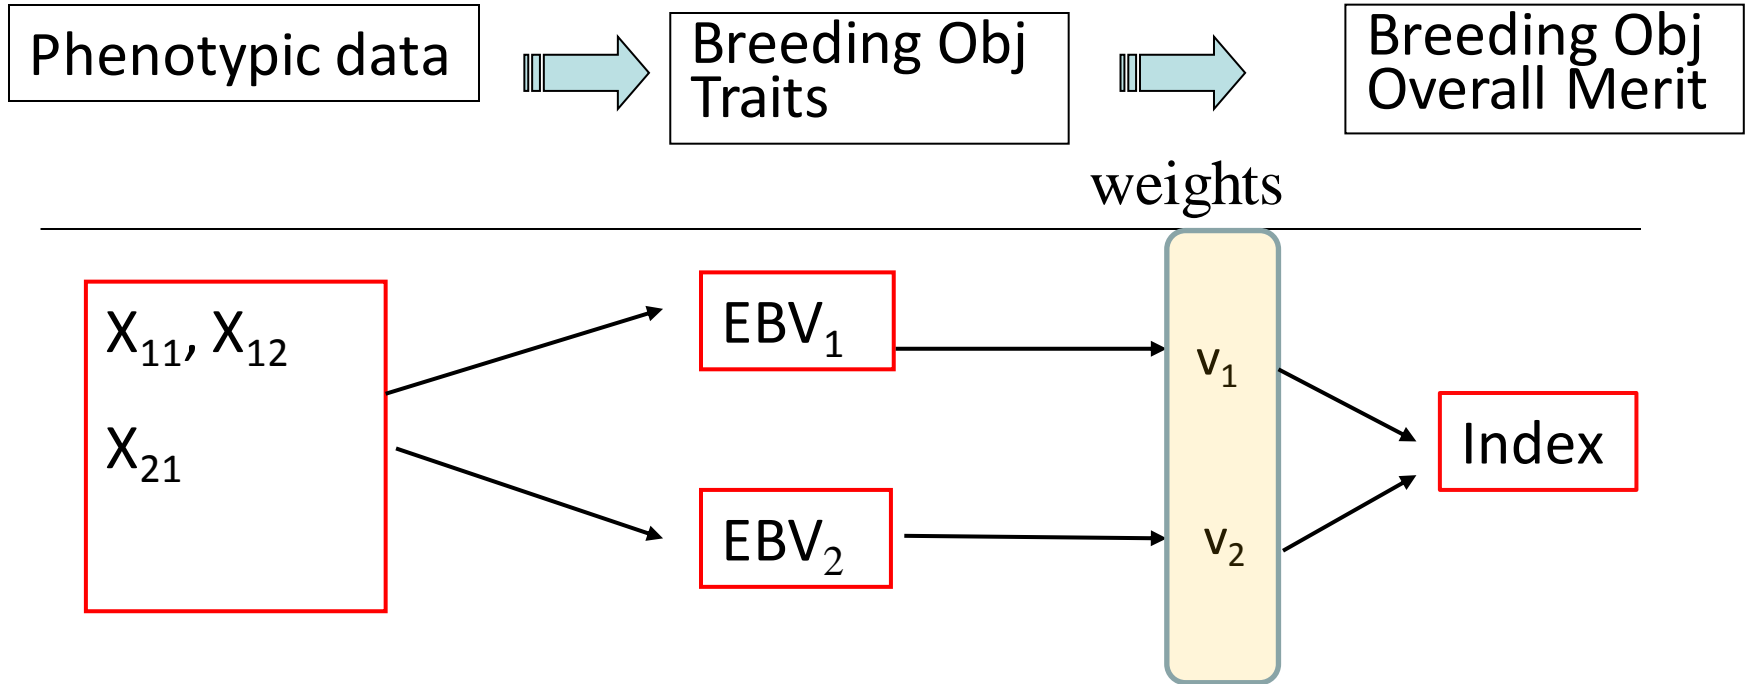 Phenotypic data
Breeding Obj
Traits
Breeding Obj
Overall Merit
weights
X₁₁, X₁₂
X₂₁
EBV₁
EBV₂
v₁
v₂
Index